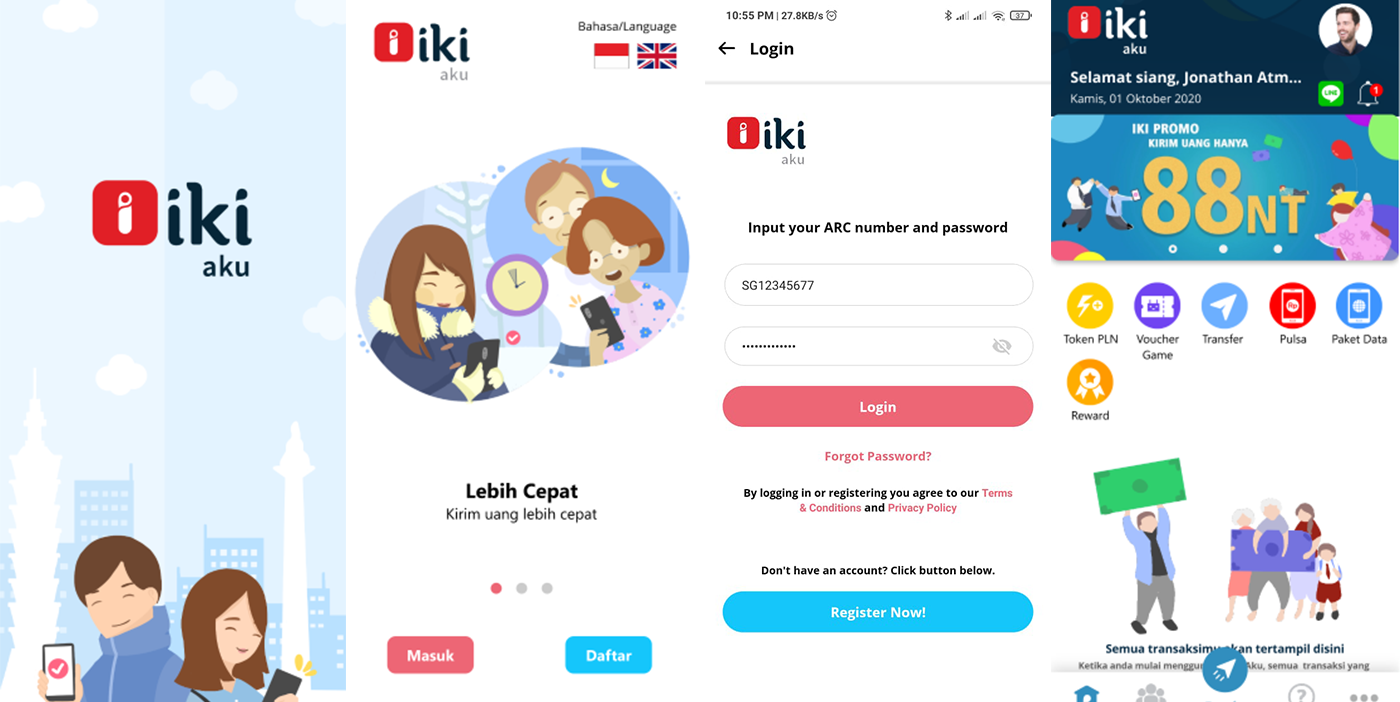 iki
aku
iki
aku
Bahasa/Language
Lebih Cepat
Kirim uang lebih cepat
Masuk
Daftar
10:55 PM | 27.8KB/s
37
Login
iki
aku
Input your ARC number and password
SG12345677
•••••••••••••
Login
Forgot Password?
By logging in or registering you agree to our Terms
& Conditions and Privacy Policy
Don't have an account? Click button below.
Register Now!
iki
aku
Selamat siang, Jonathan Atm...
Kamis, 01 Oktober 2020
LINE
1
IKI PROMO
KIRIM UANG HANYA
88NT
Token PLN
Voucher
Game
Transfer
Rp
Pulsa
Paket Data
Reward
Semua transaksimu akan tertampil disini
Ketika anda mulai Aku, semua transaksi yang